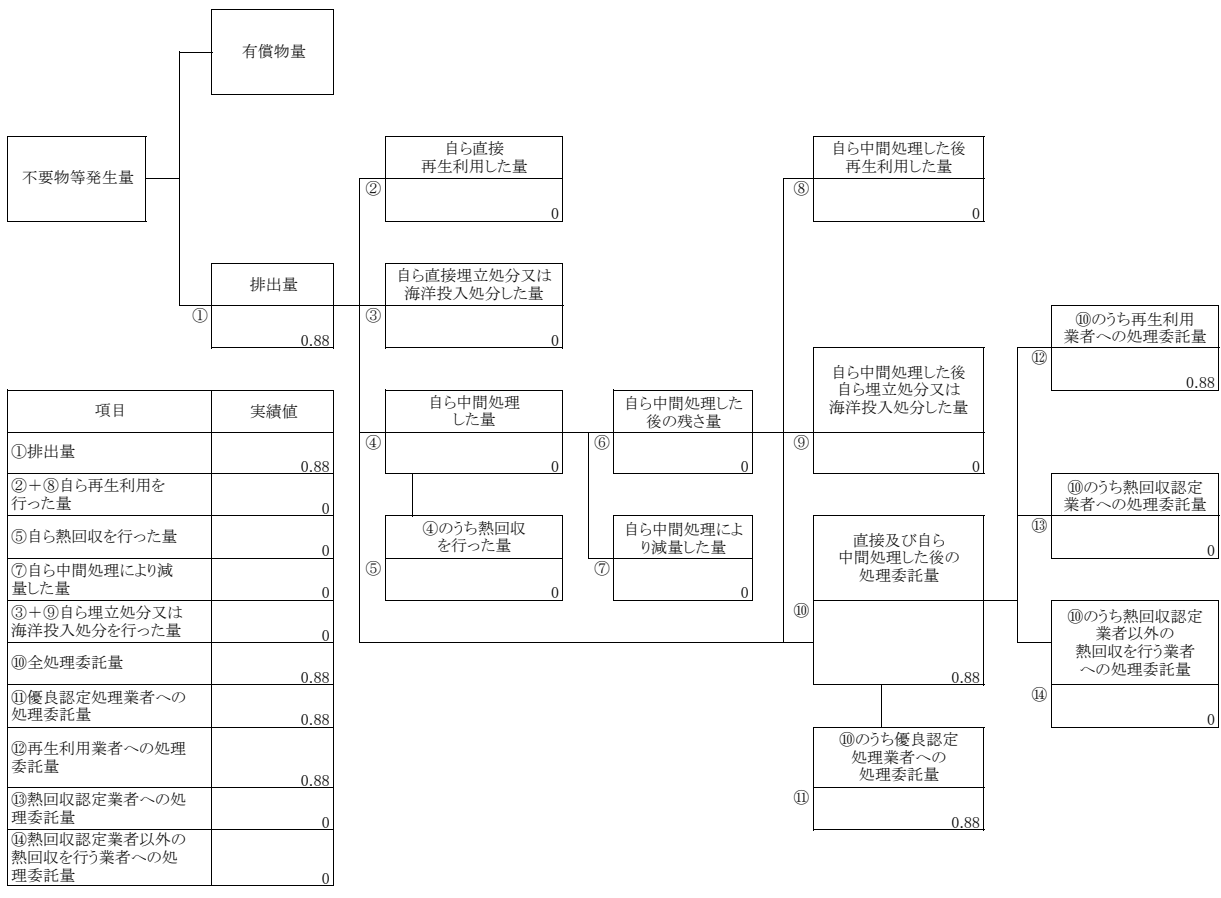 有償物量
不要物等発生量
自ら直接
再生利用した量
②
0
自ら中間処理した後
再生利用した量
⑧
0
排出量
①
0.88
自ら直接埋立処分又は
海洋投入処分した量
③
0
⑩のうち再生利用
業者への処理委託量
⑫
0.88
自ら中間処理
した量
④
0
自ら中間処理した
後の残さ量
⑥
0
自ら中間処理した後
自ら埋立処分又は
海洋投入処分した量
⑨
0
⑩のうち熱回収認定
業者への処理委託量
⑬
0
④のうち熱回収
を行った量
⑤
0
自ら中間処理によ
り減量した量
⑦
0
直接及び自ら
中間処理した後の
処理委託量
⑩
0.88
⑩のうち熱回収認定
業者以外の
熱回収を行う業者
への処理委託量
⑭
0
⑩のうち優良認定
処理業者への
処理委託量
⑪
0.88
項目 実績値
①排出量
0.88
②＋⑧自ら再生利用を
行った量
0
⑤自ら熱回収を行った量
0
⑦自ら中間処理により減
量した量
0
③＋⑨自ら埋立処分又は
海洋投入処分を行った量
0
⑩全処理委託量
0.88
⑪優良認定処理業者への
処理委託量
0.88
⑫再生利用業者への処理
委託量
0.88
⑬熱回収認定業者への処
理委託量
0
⑭熱回収認定業者以外の
熱回収を行う業者への処
理委託量
0